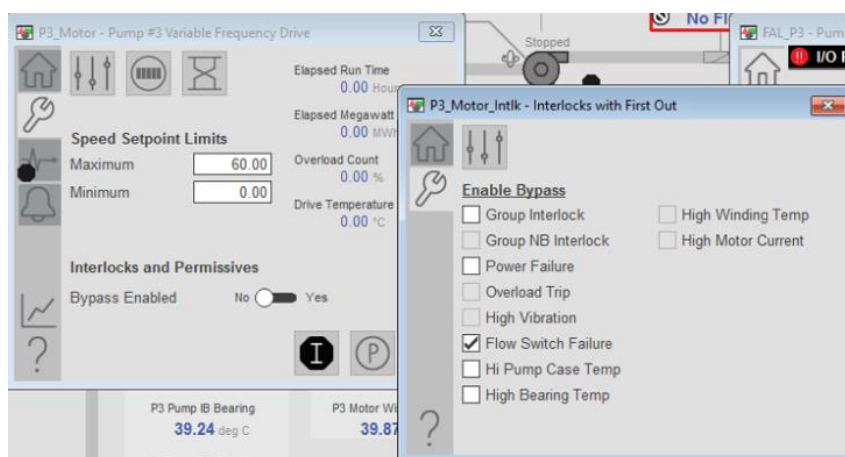 P3_Motor - Pump #3 Variable Frequency Drive
Elapsed Run Time
0.00 Hour
Elapsed Megawatt
0.00 MWH
Speed Setpoint Limits
Maximum 60.00
Minimum 0.00
Overload Count
0.00 %
Drive Temperature
0.00 °C
Interlocks and Permissives
Bypass Enabled No Yes
I P
?
P3 Pump IB Bearing
39.24 deg C
P3 Motor Wi
39.87
Stopped
No Fl
FAL_P3 - Pum
I/O F
P3_Motor_Intlk - Interlocks with First Out
Enable Bypass
Group Interlock
Group NB Interlock
Power Failure
Overload Trip
High Vibration
Flow Switch Failure
Hi Pump Case Temp
High Bearing Temp
High Winding Temp
High Motor Current
?